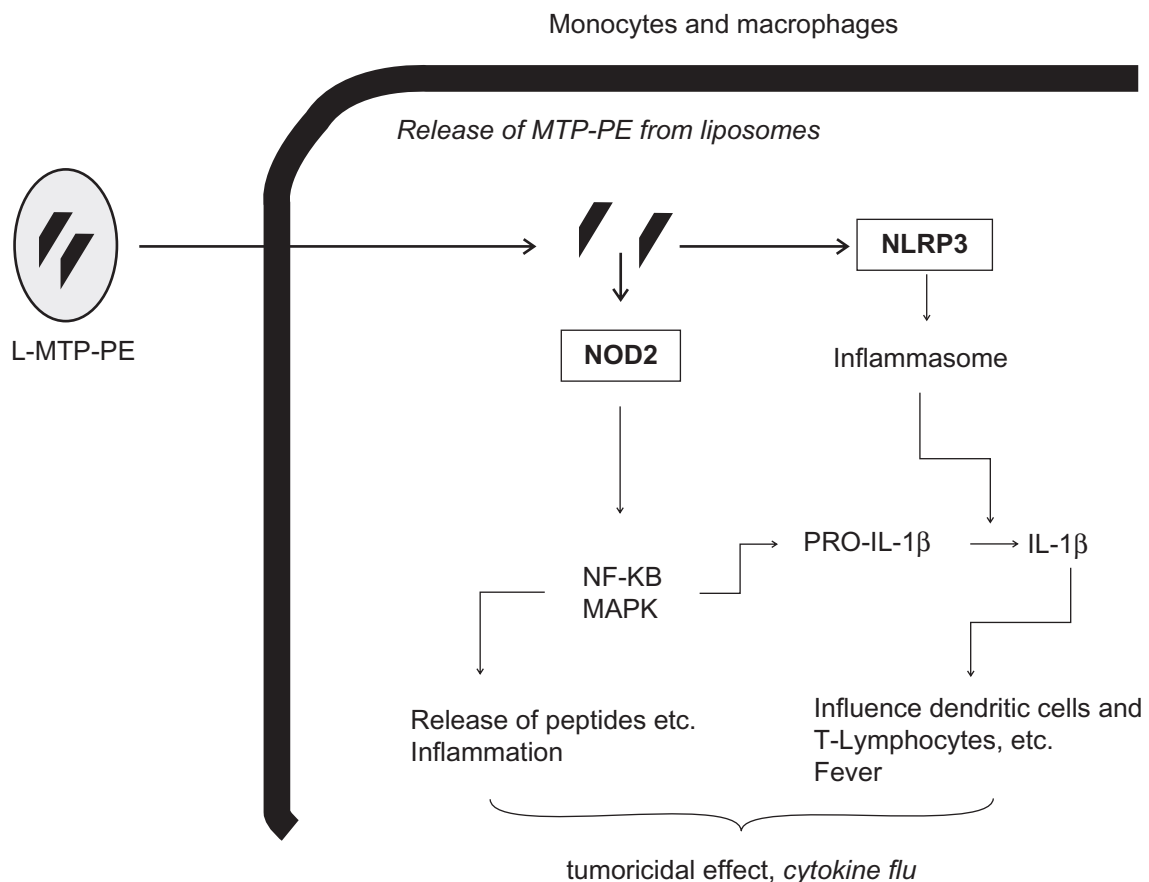 Monocytes and macrophages
Release of MTP-PE from liposomes
L-MTP-PE
NLRP3
NOD2
Inflammasome
PRO-IL-1β
IL-1β
NF-KB
MAPK
Release of peptides etc.
Inflammation
Influence dendritic cells and
T-Lymphocytes, etc.
Fever
tumoricidal effect, cytokine flu